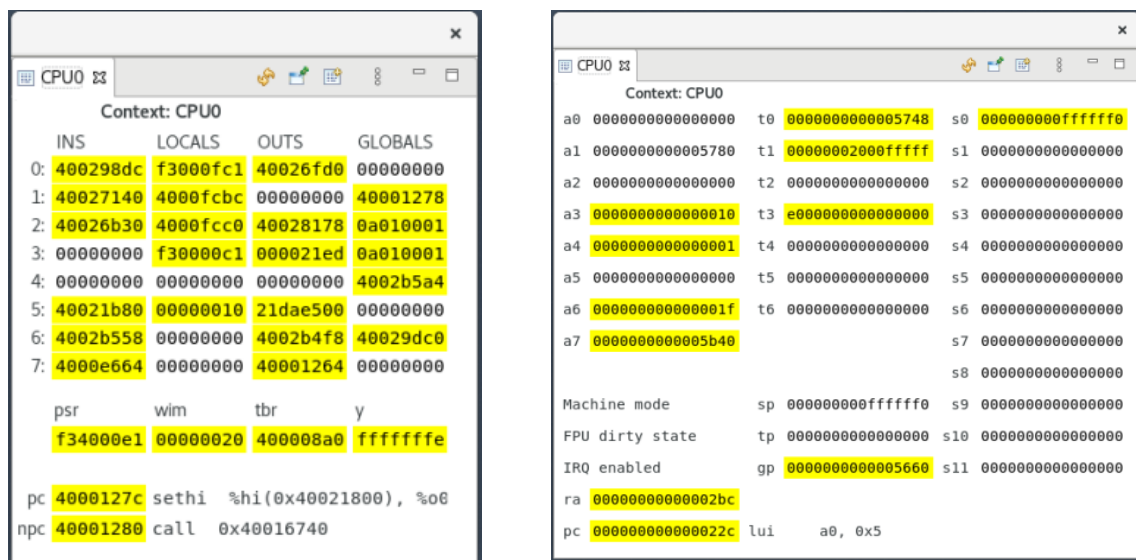 CPU0
Context: CPU0
INS LOCALS OUTS GLOBALS
0: 400298dc f3000fc1 40026fd0 00000000
1: 40027140 4000fcbc 00000000 40001278
2: 40026b30 4000fcc0 40028178 0a010001
3: 00000000 f30000c1 000021ed 0a010001
4: 00000000 00000000 00000000 4002b5a4
5: 40021b80 00000010 21dae500 00000000
6: 4002b558 00000000 4002b4f8 40029dc0
7: 4000e664 00000000 40001264 00000000
psr wim tbr y
f34000e1 00000020 400008a0 fffffffe
pc 4000127c sethi %hi(0x40021800), %o0
npc 40001280 call 0x40016740
CPU0
Context: CPU0
a0 0000000000000000 t0 0000000000005748 s0 000000000ffffff0
a1 0000000000005780 t1 00000002000fffff s1 0000000000000000
a2 0000000000000000 t2 0000000000000000 s2 0000000000000000
a3 0000000000000010 t3 e000000000000000 s3 0000000000000000
a4 0000000000000001 t4 0000000000000000 s4 0000000000000000
a5 0000000000000000 t5 0000000000000000 s5 0000000000000000
a6 000000000000001f t6 0000000000000000 s6 0000000000000000
a7 0000000000005b40 s7 0000000000000000
s8 0000000000000000
Machine mode sp 000000000ffffff0 s9 0000000000000000
FPU dirty state tp 0000000000000000 s10 0000000000000000
IRQ enabled gp 0000000000005660 s11 0000000000000000
ra 00000000000002bc
pc 000000000000022c lui a0, 0x5